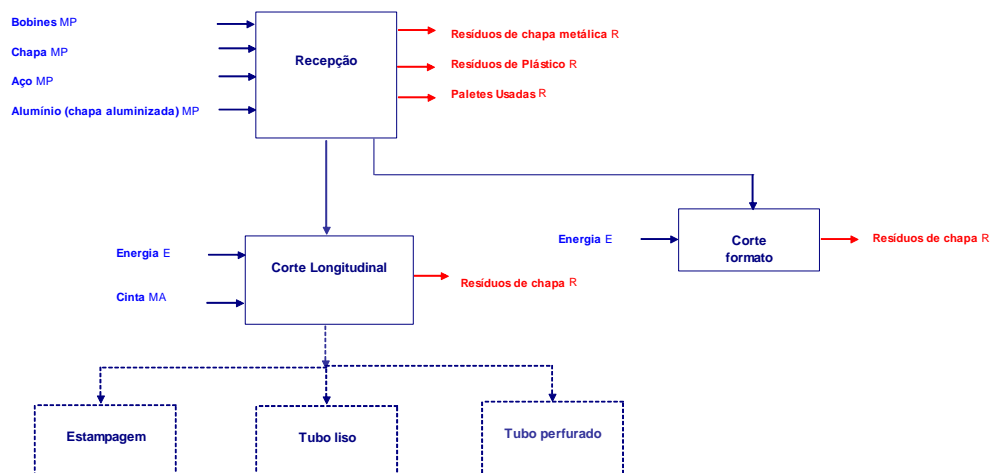 Bobines MP
Chapa MP
Aço MP
Alumínio (chapa aluminizada) MP
Recepção
Resíduos de chapa metálica R
Resíduos de Plástico R
Paletes Usadas R
Energia E
Cinta MA
Corte Longitudinal
Resíduos de chapa R
Energia E
Corte
formato
Resíduos de chapa R
Estampagem
Tubo liso
Tubo perfurado